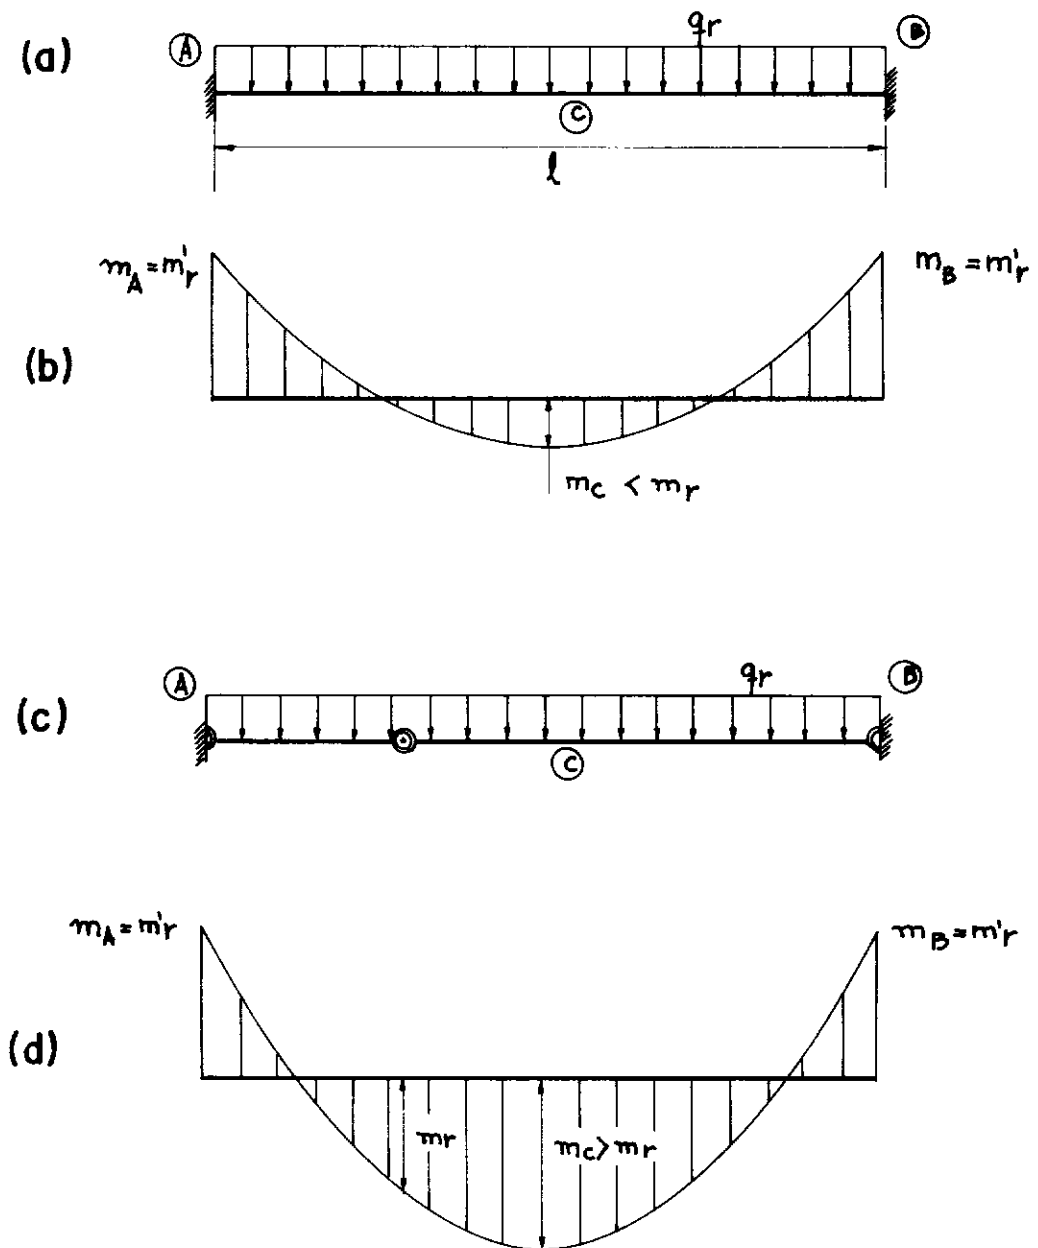 (a)
A
qr
B
C
l
mA = m'r
mB = m'r
(b)
mC < mr
A
qr
B
(c)
C
mA = m'r
mB = m'r
(d)
mr
mC > mr